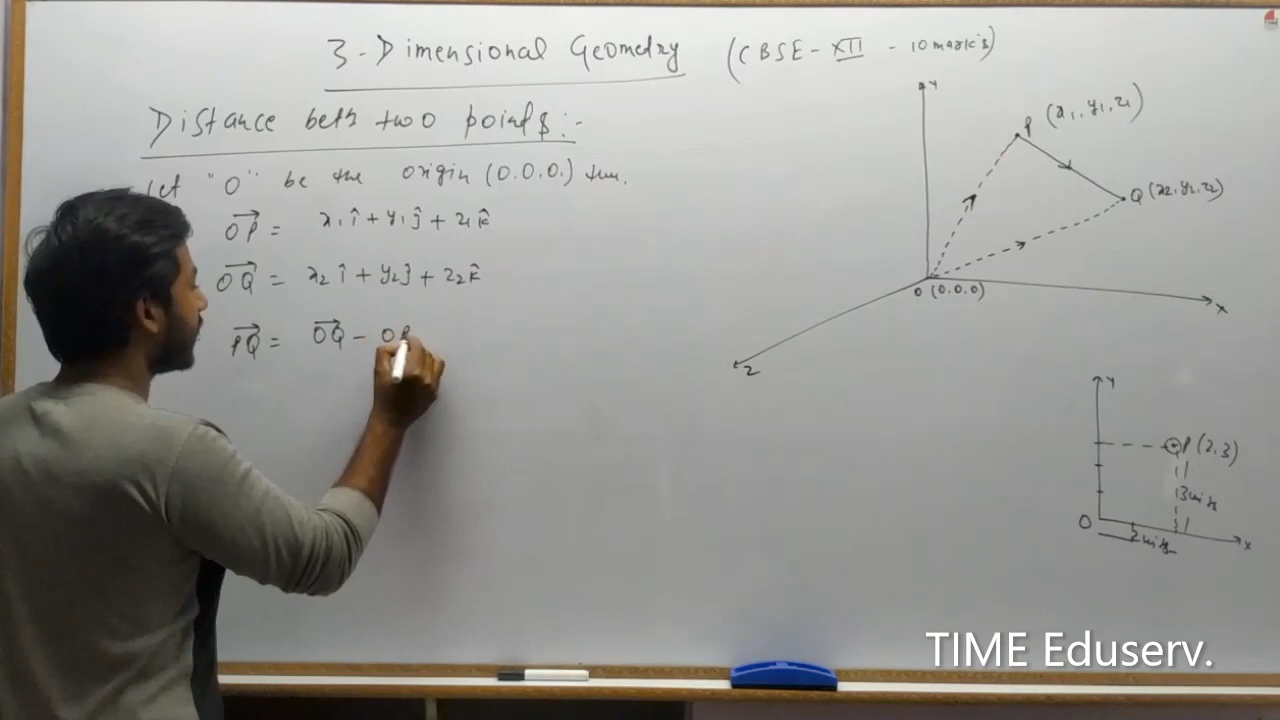 3-Dimensional Geometry (CBSE - XII - 10 marks)
Distance betn two points :-
Let "O" be the origin (0.0.0.) then.
OP⃗ = x₁î + y₁ĵ + z₁k̂
OQ⃗ = x₂î + y₂ĵ + z₂k̂
PQ⃗ = OQ⃗ - OP
Y
P (x₁, y₁, z₁)
Q (x₂, y₂, z₂)
O (0.0.0)
X
Z
Y
P (2,3)
3units
O
2units
X
TIME Eduserv.